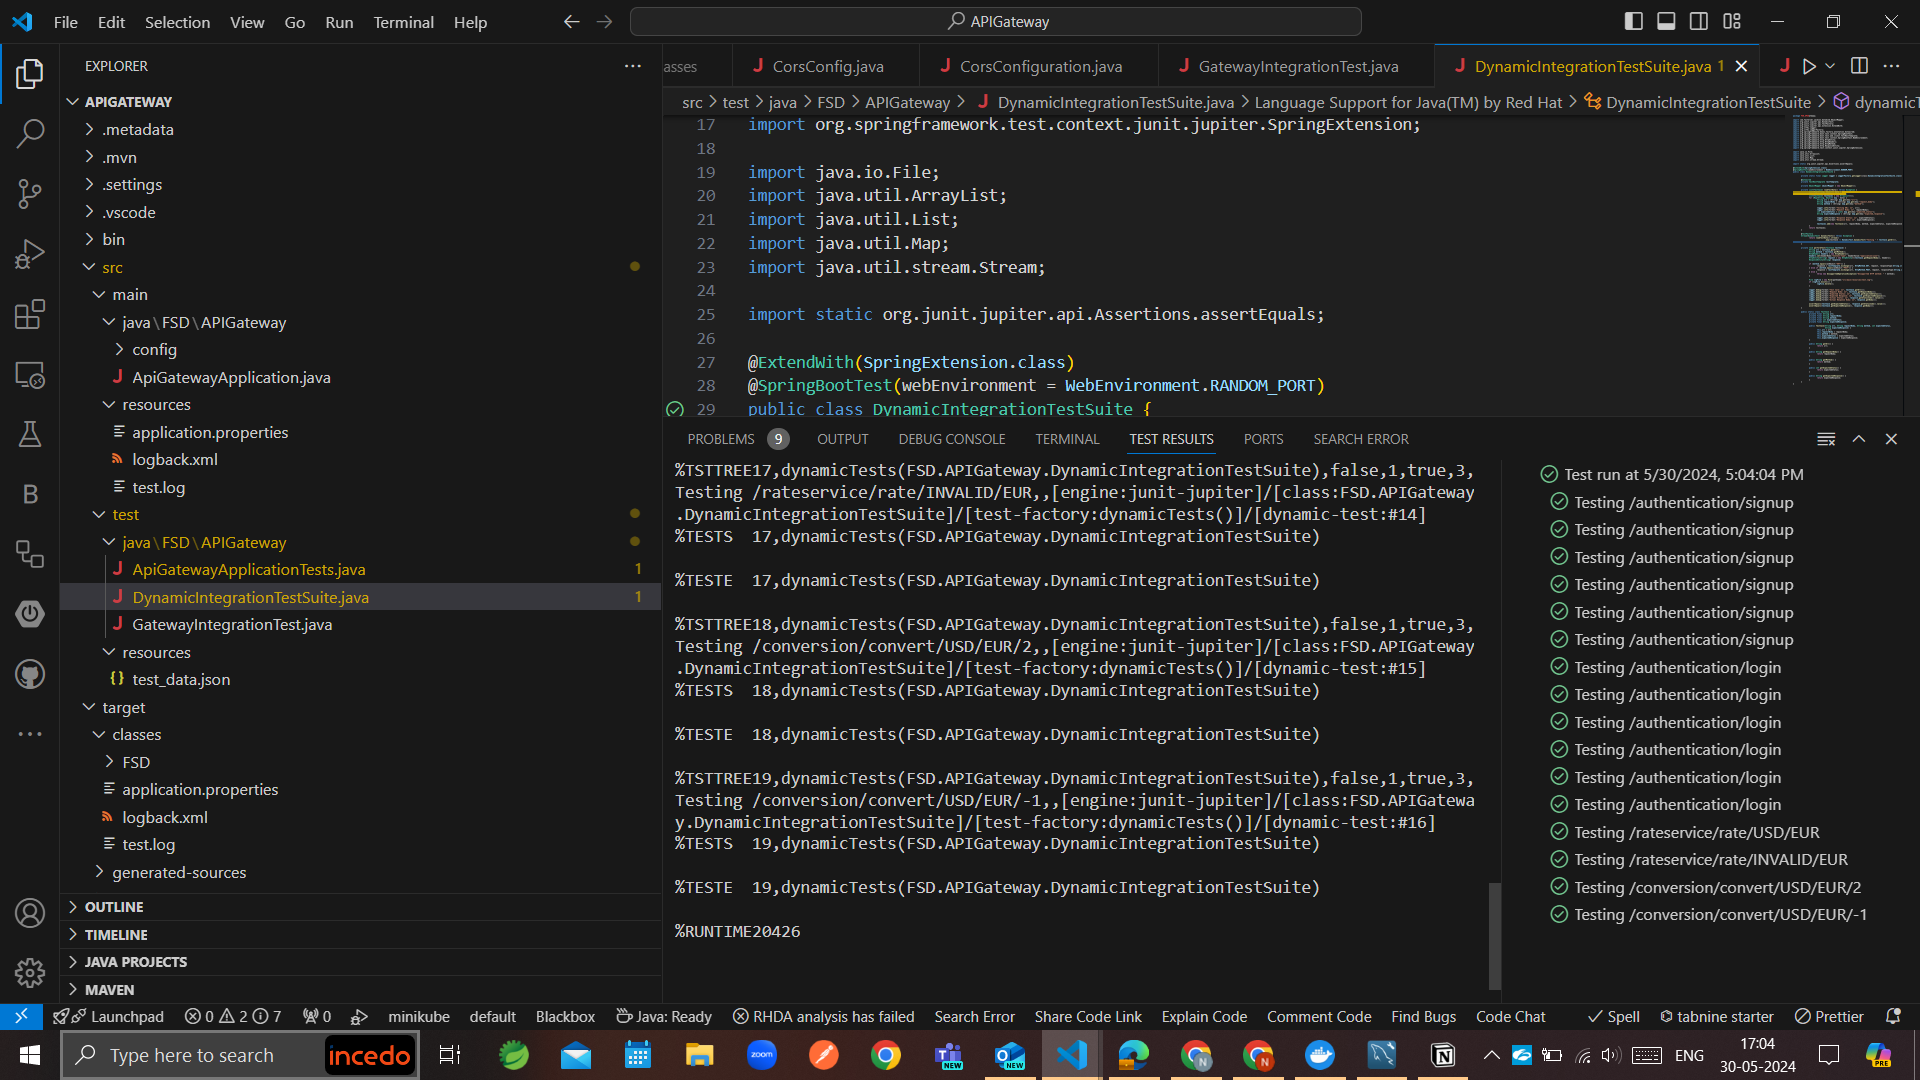 File Edit Selection View Go Run Terminal Help
APIGateway
EXPLORER
APIGATEWAY
.metadata
.mvn
.settings
.vscode
bin
src
main
java\FSD\APIGateway
config
ApiGatewayApplication.java
resources
application.properties
logback.xml
test.log
test
java\FSD\APIGateway
ApiGatewayApplicationTests.java 1
DynamicIntegrationTestSuite.java 1
GatewayIntegrationTest.java
resources
test_data.json
target
classes
FSD
application.properties
logback.xml
test.log
generated-sources
OUTLINE
TIMELINE
JAVA PROJECTS
MAVEN
asses
CorsConfig.java
CorsConfiguration.java
GatewayIntegrationTest.java
DynamicIntegrationTestSuite.java 1
src > test > java > FSD > APIGateway > DynamicIntegrationTestSuite.java > Language Support for Java(TM) by Red Hat > DynamicIntegrationTestSuite > dynamicT
17 import org.springframework.test.context.junit.jupiter.SpringExtension;
18
19 import java.io.File;
20 import java.util.ArrayList;
21 import java.util.List;
22 import java.util.Map;
23 import java.util.stream.Stream;
24
25 import static org.junit.jupiter.api.Assertions.assertEquals;
26
27 @ExtendWith(SpringExtension.class)
28 @SpringBootTest(webEnvironment = WebEnvironment.RANDOM_PORT)
29 public class DynamicIntegrationTestSuite {
PROBLEMS 9 OUTPUT DEBUG CONSOLE TERMINAL TEST RESULTS PORTS SEARCH ERROR
%TSTTREE17,dynamicTests(FSD.APIGateway.DynamicIntegrationTestSuite),false,1,true,3,
Testing /rateservice/rate/INVALID/EUR,,[engine:junit-jupiter]/[class:FSD.APIGateway
.DynamicIntegrationTestSuite]/[test-factory:dynamicTests()]/[dynamic-test:#14]
%TESTS  17,dynamicTests(FSD.APIGateway.DynamicIntegrationTestSuite)
%TESTE  17,dynamicTests(FSD.APIGateway.DynamicIntegrationTestSuite)
%TSTTREE18,dynamicTests(FSD.APIGateway.DynamicIntegrationTestSuite),false,1,true,3,
Testing /conversion/convert/USD/EUR/2,,[engine:junit-jupiter]/[class:FSD.APIGateway
.DynamicIntegrationTestSuite]/[test-factory:dynamicTests()]/[dynamic-test:#15]
%TESTS  18,dynamicTests(FSD.APIGateway.DynamicIntegrationTestSuite)
%TESTE  18,dynamicTests(FSD.APIGateway.DynamicIntegrationTestSuite)
%TSTTREE19,dynamicTests(FSD.APIGateway.DynamicIntegrationTestSuite),false,1,true,3,
Testing /conversion/convert/USD/EUR/-1,,[engine:junit-jupiter]/[class:FSD.APIGatewa
y.DynamicIntegrationTestSuite]/[test-factory:dynamicTests()]/[dynamic-test:#16]
%TESTS  19,dynamicTests(FSD.APIGateway.DynamicIntegrationTestSuite)
%TESTE  19,dynamicTests(FSD.APIGateway.DynamicIntegrationTestSuite)
%RUNTIME20426
Test run at 5/30/2024, 5:04:04 PM
Testing /authentication/signup
Testing /authentication/signup
Testing /authentication/signup
Testing /authentication/signup
Testing /authentication/signup
Testing /authentication/signup
Testing /authentication/login
Testing /authentication/login
Testing /authentication/login
Testing /authentication/login
Testing /authentication/login
Testing /authentication/login
Testing /rateservice/rate/USD/EUR
Testing /rateservice/rate/INVALID/EUR
Testing /conversion/convert/USD/EUR/2
Testing /conversion/convert/USD/EUR/-1
Launchpad 0 2 7 0 minikube default Blackbox Java: Ready RHDA analysis has failed Search Error Share Code Link Explain Code Comment Code Find Bugs Code Chat Spell tabnine starter Prettier
Type here to search
incedo
zoom
NEW
NEW
ENG
17:04
30-05-2024
PRE